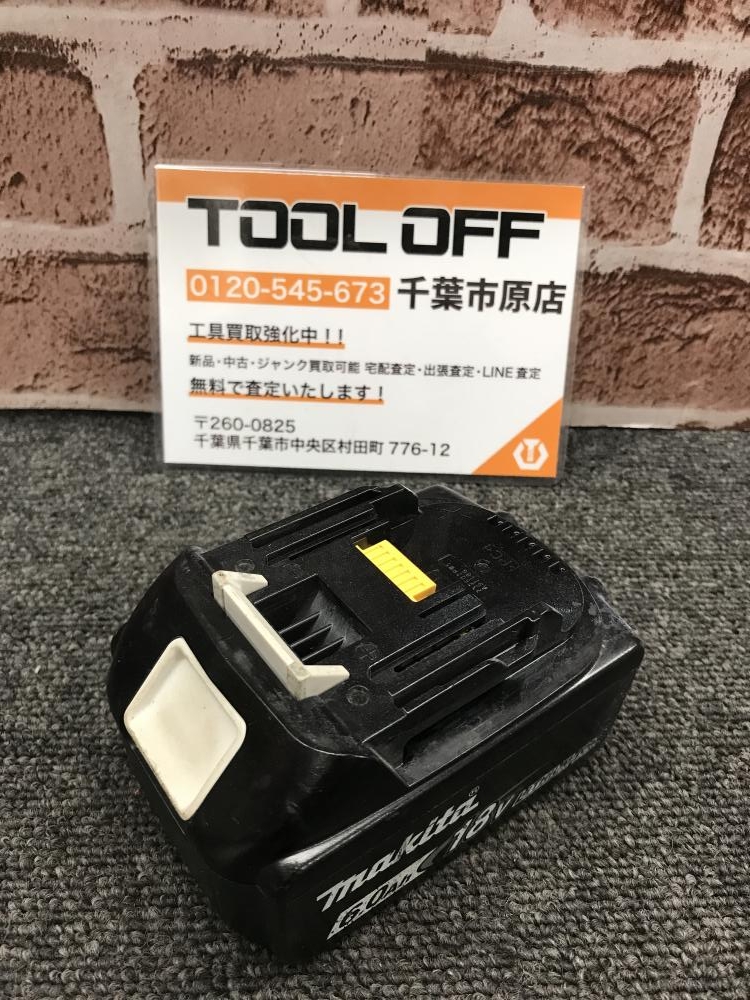 TOOL OFF
0120-545-673 千葉市原店
工具買取強化中！！
新品・中古・ジャンク買取可能 宅配査定・出張査定・LINE査定
無料で査定いたします！
〒260-0825
千葉県千葉市中央区村田町 776-12
makita® 18V
6.0Ah